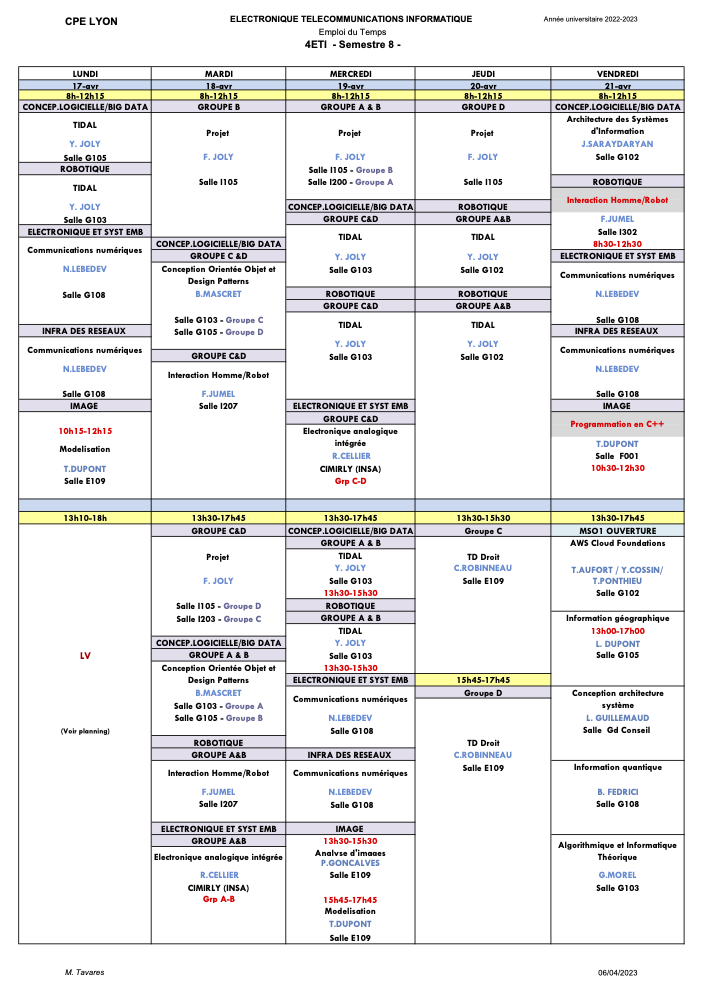 CPE LYON
ELECTRONIQUE TELECOMMUNICATIONS INFORMATIQUE
Année universitaire 2022-2023
Emploi du Temps
4ETI - Semestre 8 -
LUNDI
17-avr
8h-12h15
CONCEP.LOGICIELLE/BIG DATA
TIDAL
Y. JOLY
Salle G105
ROBOTIQUE
TIDAL
Y. JOLY
Salle G103
ELECTRONIQUE ET SYST EMB
Communications numériques
N.LEBEDEV
Salle G108
INFRA DES RESEAUX
Communications numériques
N.LEBEDEV
Salle G108
IMAGE
10h15-12h15
Modelisation
T.DUPONT
Salle E109
13h10-18h
LV
(Voir planning)
MARDI
18-avr
8h-12h15
GROUPE B
Projet
F. JOLY
Salle I105
CONCEP.LOGICIELLE/BIG DATA
GROUPE C &D
Conception Orientée Objet et
Design Patterns
B.MASCRET
Salle G103 - Groupe C
Salle G105 - Groupe D
GROUPE C&D
Interaction Homme/Robot
F.JUMEL
Salle I207
13h30-17h45
GROUPE C&D
Projet
F. JOLY
Salle I105 - Groupe D
Salle I203 - Groupe C
CONCEP.LOGICIELLE/BIG DATA
GROUPE A & B
Conception Orientée Objet et
Design Patterns
B.MASCRET
Salle G103 - Groupe A
Salle G105 - Groupe B
ROBOTIQUE
GROUPE A&B
Interaction Homme/Robot
F.JUMEL
Salle I207
ELECTRONIQUE ET SYST EMB
GROUPE A&B
Electronique analogique intégrée
R.CELLIER
CIMIRLY (INSA)
Grp A-B
MERCREDI
19-avr
8h-12h15
GROUPE A & B
Projet
F. JOLY
Salle I105 - Groupe B
Salle I200 - Groupe A
CONCEP.LOGICIELLE/BIG DATA
GROUPE C&D
TIDAL
Y. JOLY
Salle G103
ROBOTIQUE
GROUPE C&D
TIDAL
Y. JOLY
Salle G103
ELECTRONIQUE ET SYST EMB
GROUPE C&D
Electronique analogique
intégrée
R.CELLIER
CIMIRLY (INSA)
Grp C-D
13h30-17h45
CONCEP.LOGICIELLE/BIG DATA
GROUPE A & B
TIDAL
Y. JOLY
Salle G103
13h30-15h30
ROBOTIQUE
GROUPE A & B
TIDAL
Y. JOLY
Salle G103
13h30-15h30
ELECTRONIQUE ET SYST EMB
Communications numériques
N.LEBEDEV
Salle G108
INFRA DES RESEAUX
Communications numériques
N.LEBEDEV
Salle G108
IMAGE
13h30-15h30
Analyse d'images
P.GONCALVES
Salle E109
15h45-17h45
Modelisation
T.DUPONT
Salle E109
JEUDI
20-avr
8h-12h15
GROUPE D
Projet
F. JOLY
Salle I105
ROBOTIQUE
GROUPE A&B
TIDAL
Y. JOLY
Salle G102
ROBOTIQUE
GROUPE A&B
TIDAL
Y. JOLY
Salle G102
13h30-15h30
Groupe C
TD Droit
C.ROBINNEAU
Salle E109
15h45-17h45
Groupe D
TD Droit
C.ROBINNEAU
Salle E109
VENDREDI
21-avr
8h-12h15
CONCEP.LOGICIELLE/BIG DATA
Architecture des Systèmes
d'Information
J.SARAYDARYAN
Salle G102
ROBOTIQUE
Interaction Homme/Robot
F.JUMEL
Salle I302
8h30-12h30
ELECTRONIQUE ET SYST EMB
Communications numériques
N.LEBEDEV
Salle G108
INFRA DES RESEAUX
Communications numériques
N.LEBEDEV
Salle G108
IMAGE
Programmation en C++
T.DUPONT
Salle F001
10h30-12h30
13h30-17h45
MSO1 OUVERTURE
AWS Cloud Foundations
T.AUFORT / Y.COSSIN/
T.PONTHIEU
Salle G102
Information géographique
13h00-17h00
L. DUPONT
Salle G105
Conception architecture
système
L. GUILLEMAUD
Salle Gd Conseil
Information quantique
B. FEDRICI
Salle G108
Algorithmique et Informatique
Théorique
G.MOREL
Salle G103
M. Tavares
06/04/2023